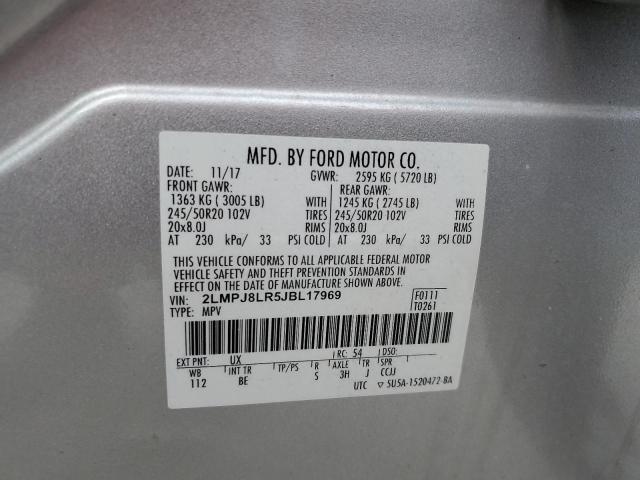 MFD. BY FORD MOTOR CO.
DATE: 11/17 GVWR: 2595 KG ( 5720 LB)
FRONT GAWR: REAR GAWR:
1363 KG ( 3005 LB) WITH 1245 KG ( 2745 LB) WITH
245/50R20 102V TIRES 245/50R20 102V TIRES
20x8.0J RIMS 20x8.0J RIMS
AT 230 kPa/ 33 PSI COLD AT 230 kPa/ 33 PSI COLD
THIS VEHICLE CONFORMS TO ALL APPLICABLE FEDERAL MOTOR
VEHICLE SAFETY AND THEFT PREVENTION STANDARDS IN
EFFECT ON THE DATE OF MANUFACTURE SHOWN ABOVE.
VIN: 2LMPJ8LR5JBL17969 F0111
TYPE: MPV T0261
EXT PNT: UX RC: 54 DSO:
WB INT TR TP/PS R AXLE TR SPR
112 BE S 3H J CCJJ
UTC ▽ 5U5A-1520472-BA